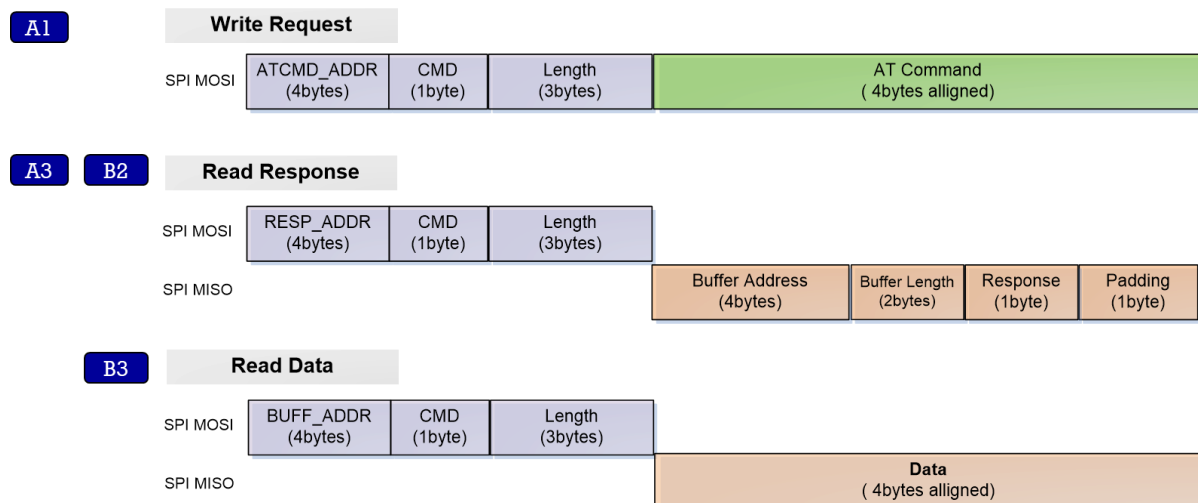 A1
Write Request
SPI MOSI
ATCMD_ADDR
(4bytes)
CMD
(1byte)
Length
(3bytes)
AT Command
( 4bytes alligned)
A3
B2
Read Response
SPI MOSI
RESP_ADDR
(4bytes)
CMD
(1byte)
Length
(3bytes)
SPI MISO
Buffer Address
(4bytes)
Buffer Length
(2bytes)
Response
(1byte)
Padding
(1byte)
B3
Read Data
SPI MOSI
BUFF_ADDR
(4bytes)
CMD
(1byte)
Length
(3bytes)
SPI MISO
Data
( 4bytes alligned)